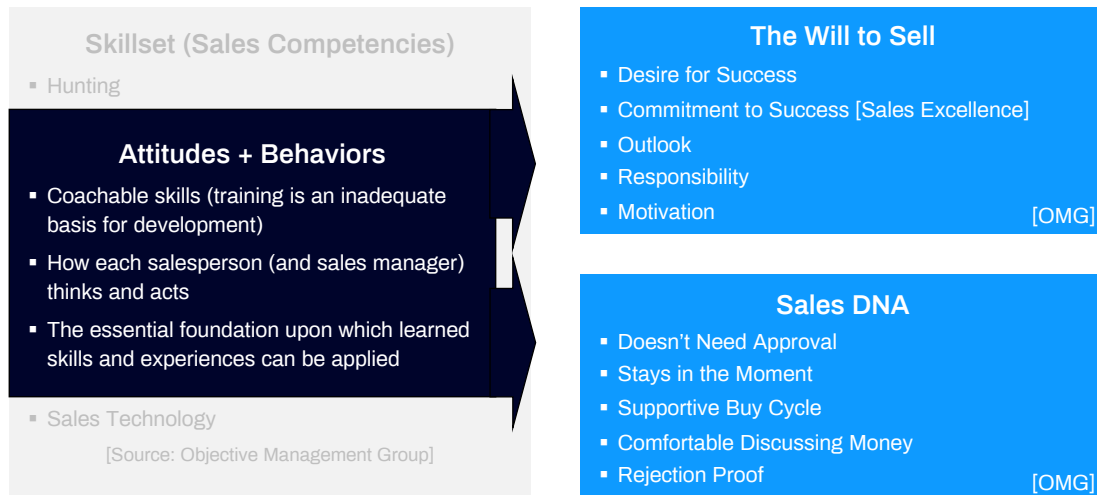 Skillset (Sales Competencies)
▪ Hunting
Attitudes + Behaviors
▪ Coachable skills (training is an inadequate
basis for development)
▪ How each salesperson (and sales manager)
thinks and acts
▪ The essential foundation upon which learned
skills and experiences can be applied
▪ Sales Technology
[Source: Objective Management Group]
The Will to Sell
▪ Desire for Success
▪ Commitment to Success [Sales Excellence]
▪ Outlook
▪ Responsibility
▪ Motivation
[OMG]
Sales DNA
▪ Doesn’t Need Approval
▪ Stays in the Moment
▪ Supportive Buy Cycle
▪ Comfortable Discussing Money
▪ Rejection Proof
[OMG]